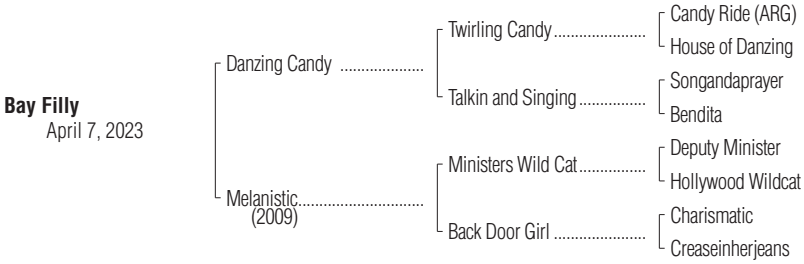 Candy Ride (ARG)
Twirling Candy......................
House of Danzing
Danzing Candy ....................
Songandaprayer
Talkin and Singing................
Bendita
Bay Filly
April 7, 2023
Deputy Minister
Ministers Wild Cat................
Hollywood Wildcat
Melanistic..............................
(2009)
Charismatic
Back Door Girl ......................
Creaseinherjeans